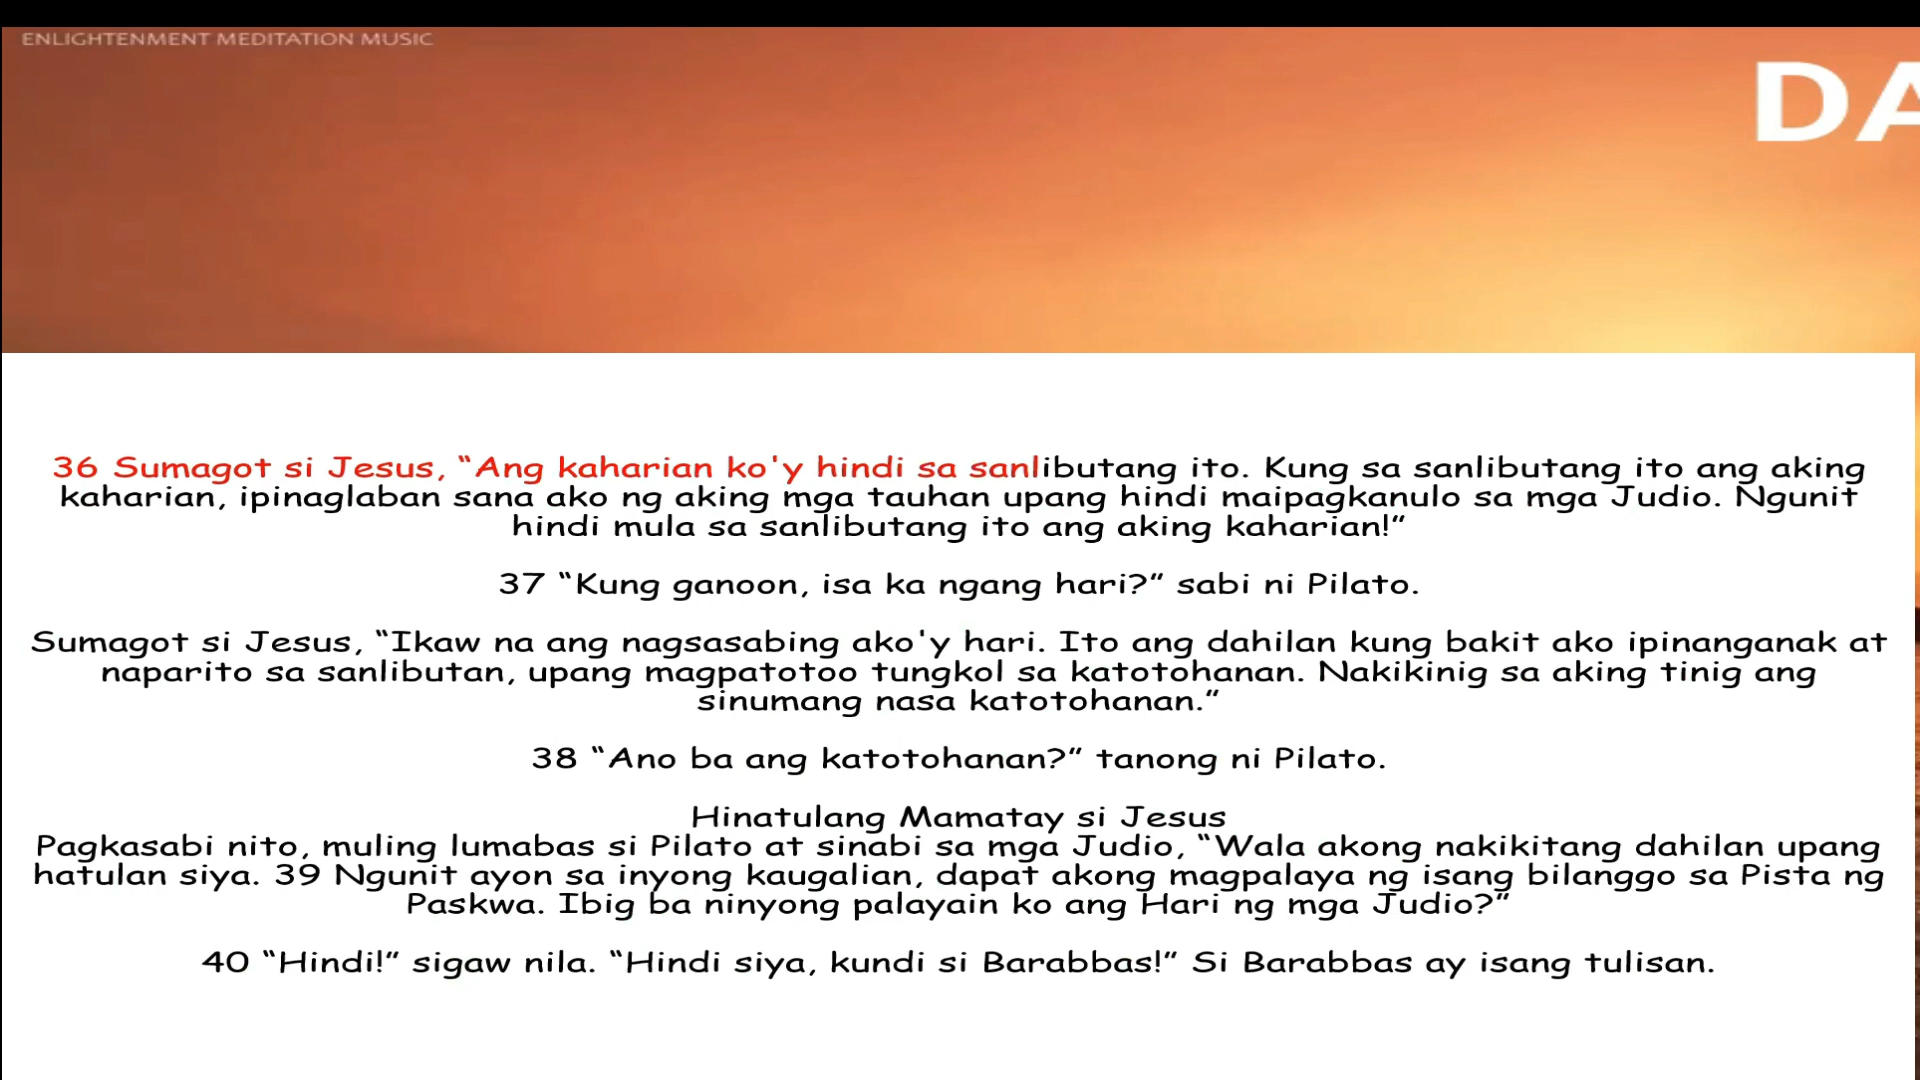 ENLIGHTENMENT MEDITATION MUSIC
DA
36 Sumagot si Jesus, “Ang kaharian ko'y hindi sa sanlibutang ito. Kung sa sanlibutang ito ang aking
kaharian, ipinaglaban sana ako ng aking mga tauhan upang hindi maipagkanulo sa mga Judio. Ngunit
hindi mula sa sanlibutang ito ang aking kaharian!”
37 “Kung ganoon, isa ka ngang hari?” sabi ni Pilato.
Sumagot si Jesus, “Ikaw na ang nagsasabing ako'y hari. Ito ang dahilan kung bakit ako ipinanganak at
naparito sa sanlibutan, upang magpatotoo tungkol sa katotohanan. Nakikinig sa aking tinig ang
sinumang nasa katotohanan.”
38 “Ano ba ang katotohanan?” tanong ni Pilato.
Hinatulang Mamatay si Jesus
Pagkasabi nito, muling lumabas si Pilato at sinabi sa mga Judio, “Wala akong nakikitang dahilan upang
hatulan siya. 39 Ngunit ayon sa inyong kaugalian, dapat akong magpalaya ng isang bilanggo sa Pista ng
Paskwa. Ibig ba ninyong palayain ko ang Hari ng mga Judio?”
40 “Hindi!” sigaw nila. “Hindi siya, kundi si Barabbas!” Si Barabbas ay isang tulisan.